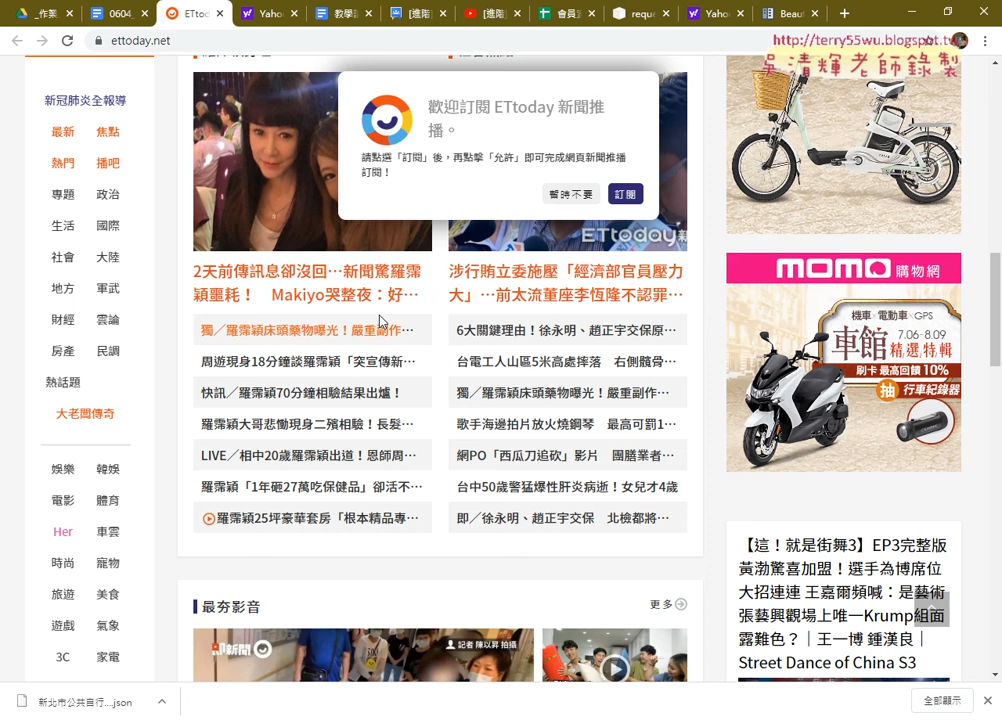 _作業
0604_
ETtoc
Yaho
教學
[進階
[進階
會員
reque
Yaho
Beau
ettoday.net
http://terry55wu.blogspot.tw
吳清輝老師錄製
新冠肺炎全報導
最新 焦點
熱門 播吧
專題 政治
生活 國際
社會 大陸
地方 軍武
財經 雲論
房產 民調
熱話題
大老闆傳奇
娛樂 韓娛
電影 體育
Her 車雲
時尚 寵物
旅遊 美食
遊戲 氣象
3C 家電
歡迎訂閱 ETtoday 新聞推
播。
請點選「訂閱」後，再點擊「允許」即可完成網頁新聞推播
訂閱！
暫時不要 訂閱
ETtoday新
2天前傳訊息卻沒回…新聞驚羅霈
穎噩耗！ Makiyo哭整夜：好…
獨／羅霈穎床頭藥物曝光！嚴重副作…
周遊現身18分鐘談羅霈穎「突宣傳新…
快訊／羅霈穎70分鐘相驗結果出爐！
羅霈穎大哥悲慟現身二殯相驗！長髮…
LIVE／相中20歲羅霈穎出道！恩師周…
羅霈穎「1年砸27萬吃保健品」卻活不…
羅霈穎25坪豪華套房「根本精品專…
涉行賄立委施壓「經濟部官員壓力
大」…前太流董座李恆隆不認罪…
6大關鍵理由！徐永明、趙正宇交保原…
台電工人山區5米高處摔落 右側髖骨…
獨／羅霈穎床頭藥物曝光！嚴重副作…
歌手海邊拍片放火燒鋼琴 最高可罰1…
網PO「西瓜刀追砍」影片 團膳業者…
台中50歲警猛爆性肝炎病逝！女兒才4歲
即／徐永明、趙正宇交保 北檢都將…
最夯影音
更多
即新聞
記者 陳以昇 拍攝
momo 購物網
機車·電動車·GPS
車館
7.06-8.09
精選特輯
刷卡 最高回饋 10%
抽 行車紀錄器
【這！就是街舞3】EP3完整版
黃渤驚喜加盟！選手為博席位
大招連連 王嘉爾頻喊：是藝術
張藝興觀場上唯一Krump組面
露難色？｜王一博 鍾漢良｜
Street Dance of China S3
新北市公共自行....json
全部顯示